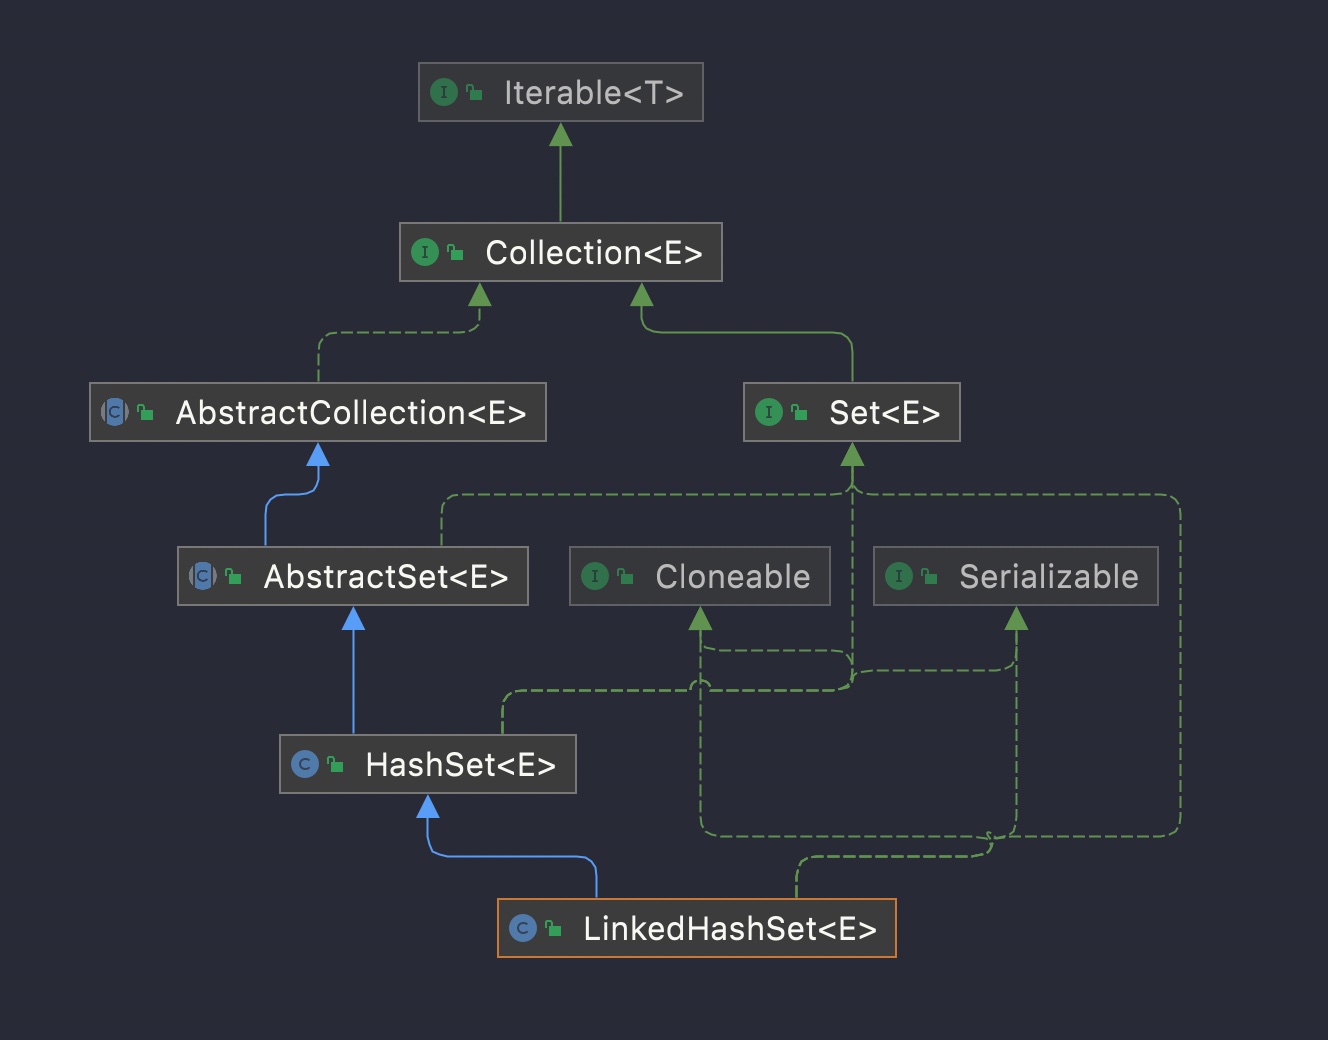 I Iterable<T>
I Collection<E>
C AbstractCollection<E>
I Set<E>
C AbstractSet<E>
I Cloneable
I Serializable
C HashSet<E>
C LinkedHashSet<E>